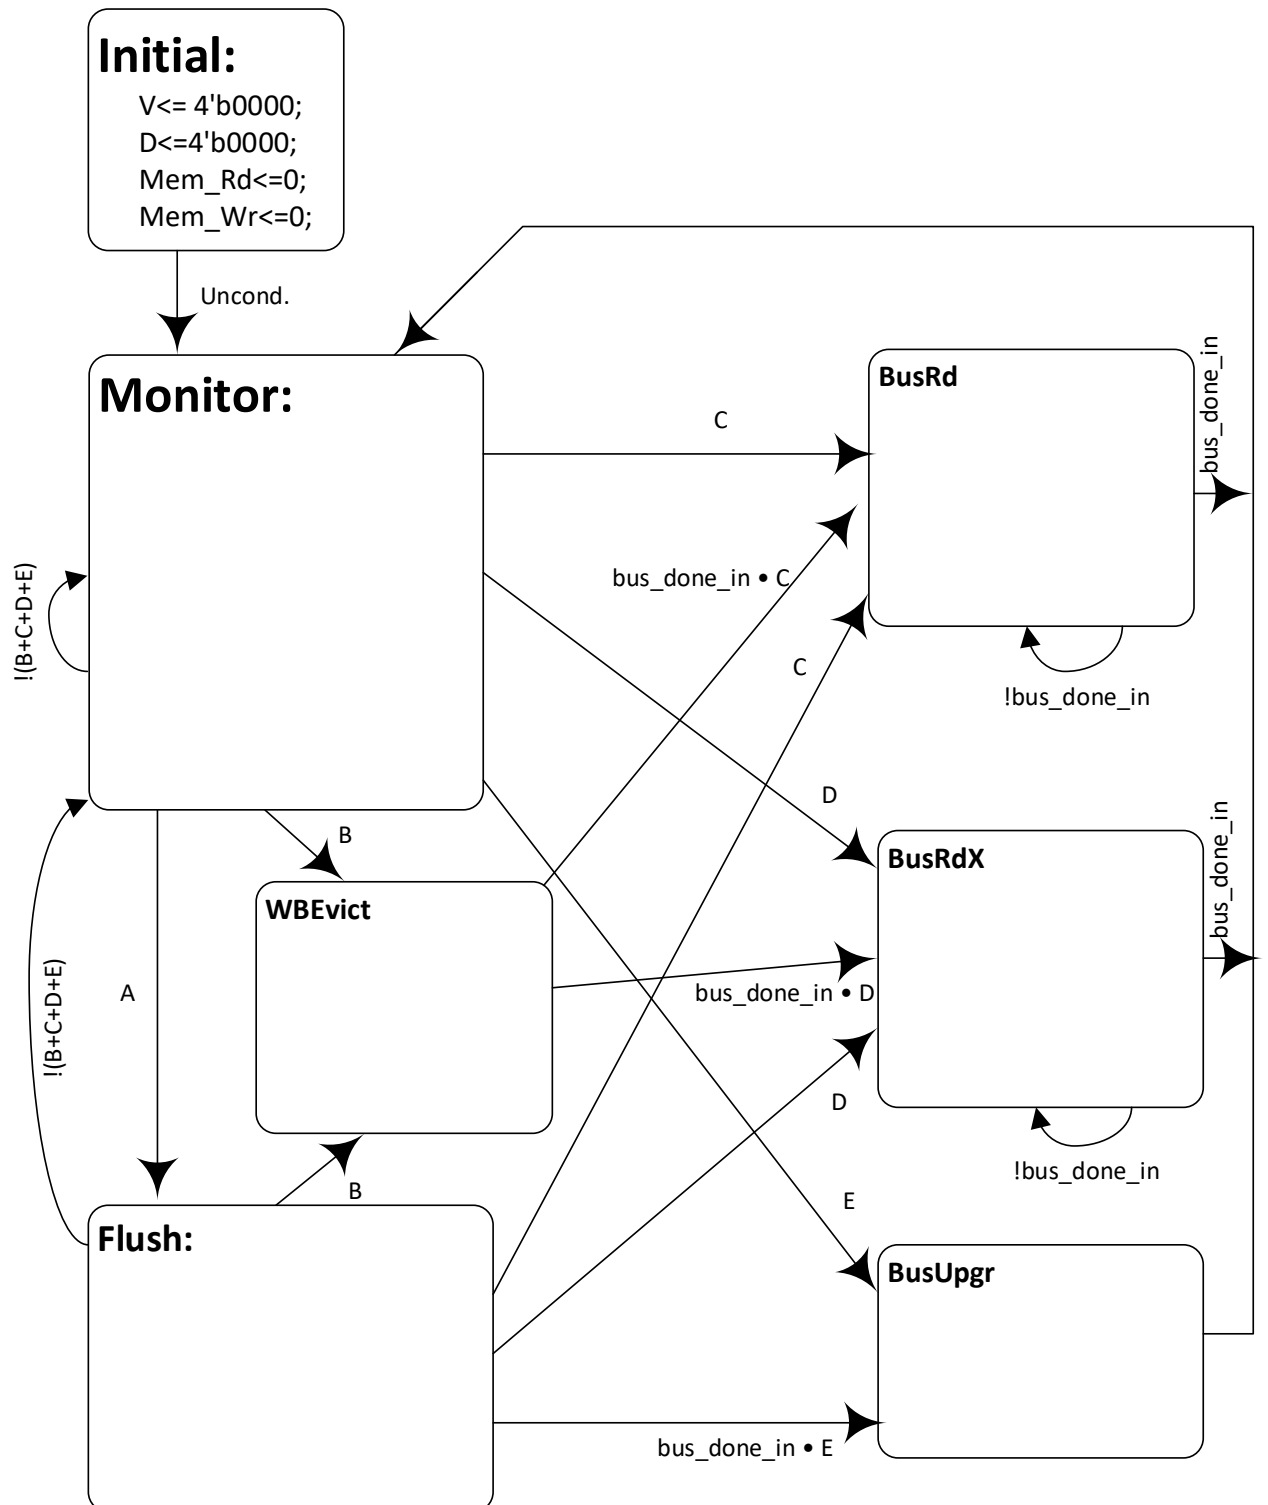 Initial:
V<= 4'b0000;
D<=4'b0000;
Mem_Rd<=0;
Mem_Wr<=0;
Uncond.
Monitor:
BusRd
bus_done_in
C
bus_done_in • C
!(B+C+D+E)
C
!bus_done_in
D
B
BusRdX
bus_done_in
WBEvict
!(B+C+D+E)
A
bus_done_in • D
D
!bus_done_in
B
E
Flush:
BusUpgr
bus_done_in • E